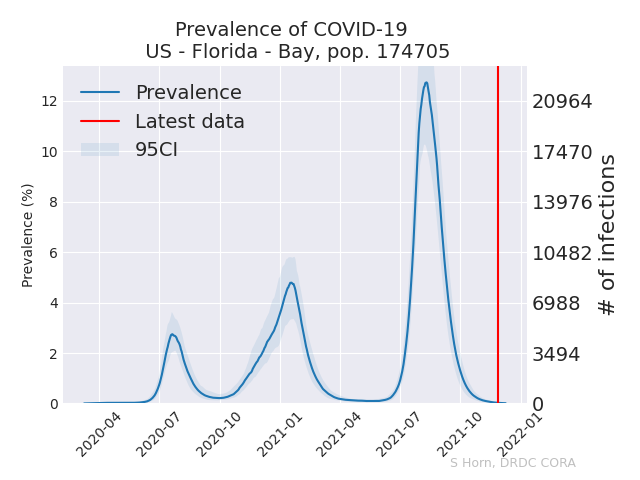 Prevalence of COVID-19
US - Florida - Bay, pop. 174705
Prevalence
Latest data
95CI
Prevalence (%)
12
10
8
6
4
2
0
20964
17470
13976
10482
6988
3494
0
# of infections
2020-04
2020-07
2020-10
2021-01
2021-04
2021-07
2021-10
2022-01
S Horn, DRDC CORA